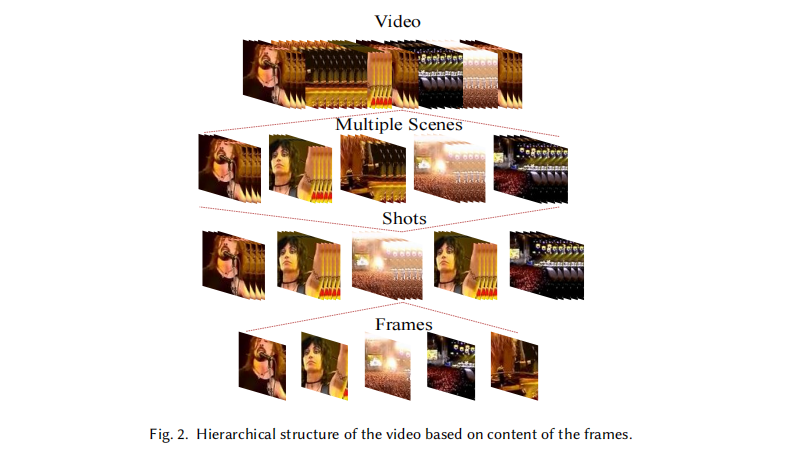 Video
Multiple Scenes
Shots
Frames
Fig. 2. Hierarchical structure of the video based on content of the frames.